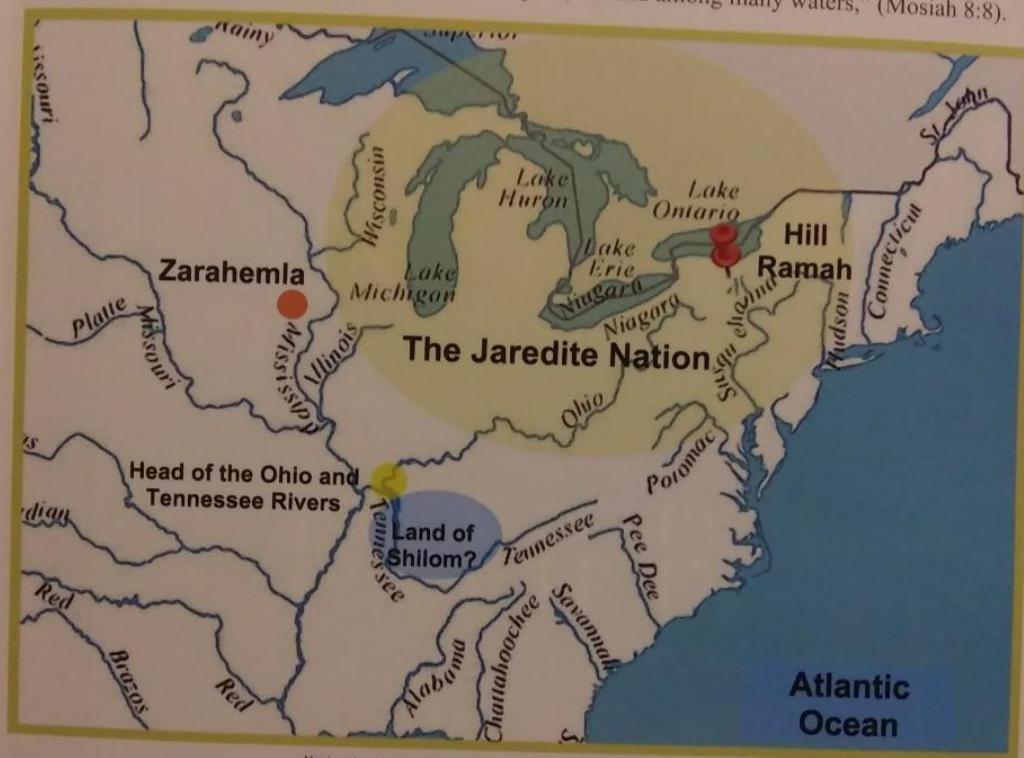 among many waters," (Mosiah 8:8).
Rainy
Superior
St. John
Wisconsin
Lake
Huron
Lake
Ontario
Hill
Ramah
Connecticut
Zarahemla
Lake
Michigan
Lake
Erie
Niagara
Niagara
Hudson
Platte
Missouri
Mississippi
Illinois
The Jaredite Nation
Ohio
Potomac
Head of the Ohio and
Tennessee Rivers
Tennessee
Land of
Shilom?
Tennessee
Pee Dee
Savannah
Red
Brazos
Red
Alabama
Chattahoochee
Atlantic
Ocean